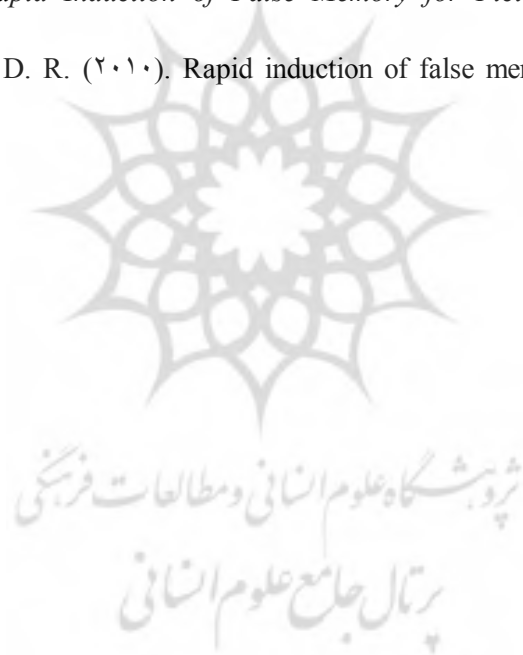 apid Induction of False Memory for Pict
D. R. (۲۰۱۰). Rapid induction of false mer
پژوهشگاه علوم انسانی و مطالعات فرهنگی
پرتال جامع علوم انسانی